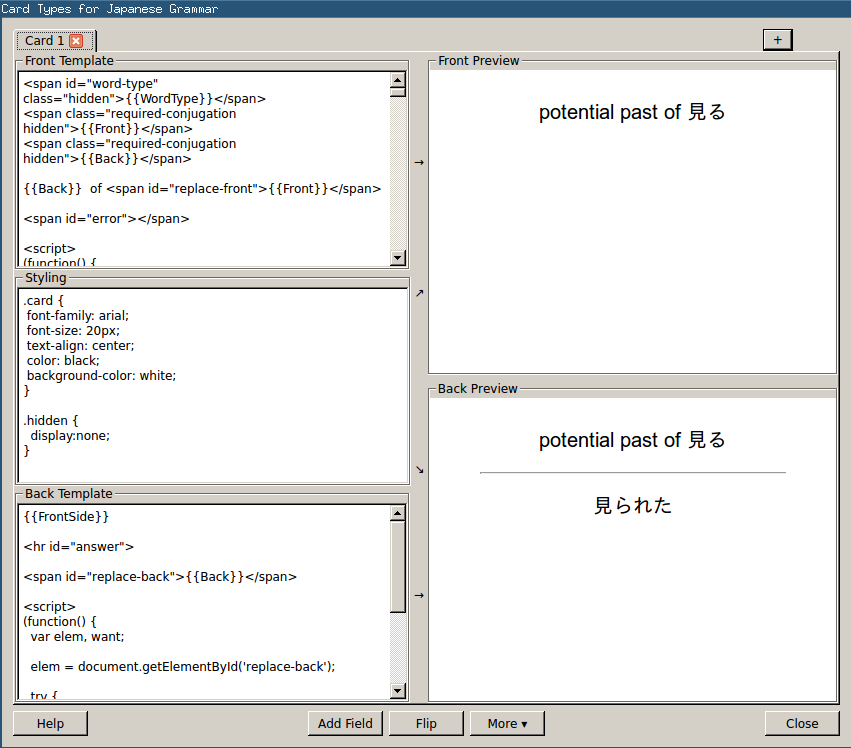 Card Types for Japanese Grammar
Card 1
+
Front Template
<span id="word-type"
class="hidden">{{WordType}}</span>
<span class="required-conjugation
hidden">{{Front}}</span>
<span class="required-conjugation
hidden">{{Back}}</span>
{{Back}}  of <span id="replace-front">{{Front}}</span>
<span id="error"></span>
<script>
(function() {
Styling
.card {
font-family: arial;
font-size: 20px;
text-align: center;
color: black;
background-color: white;
}
.hidden {
display:none;
}
Back Template
{{FrontSide}}
<hr id="answer">
<span id="replace-back">{{Back}}</span>
<script>
(function() {
var elem, want;
elem = document.getElementById('replace-back');
try {
→
↗
↘
→
Front Preview
potential past of 見る
Back Preview
potential past of 見る
見られた
Help
Add Field
Flip
More ▾
Close